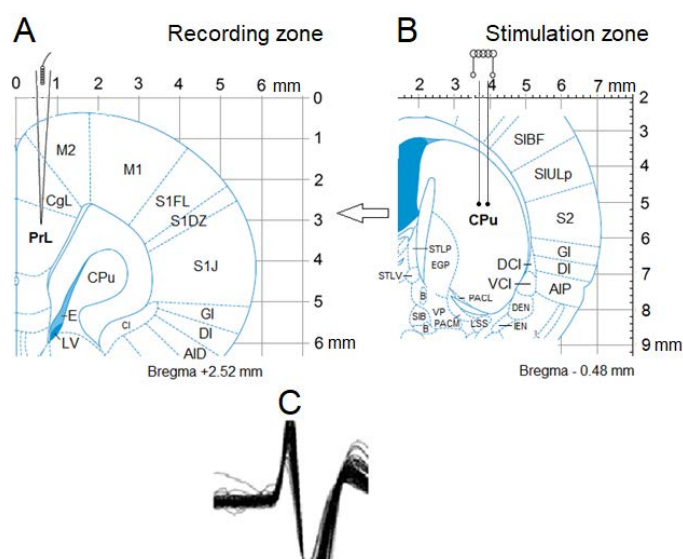 A Recording zone
0 1 2 3 4 5 6 mm
0
1
2
3
4
5
6 mm
M2
M1
CgL
S1FL
S1DZ
PrL
CPu
S1J
E
LV
Cl
GI
DI
AID
Bregma +2.52 mm
B Stimulation zone
2 3 4 5 6 7 mm
2
3
4
5
6
7
8
9 mm
SIBF
SIULp
S2
CPu
STLP
EGP
STLV
DCI
VCI
GI
DI
AIP
PACL
B
VP
DEN
SIB
PACM
LSS
IEN
B
Bregma - 0.48 mm
C